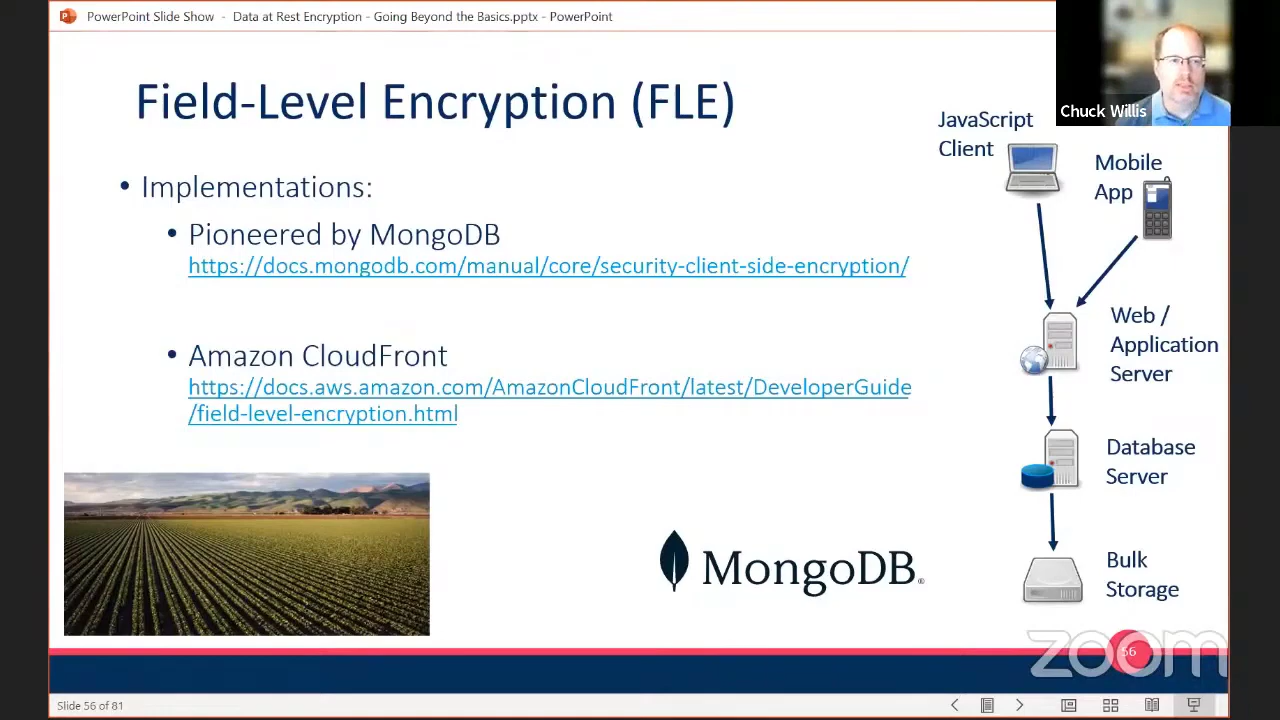 PowerPoint Slide Show - Data at Rest Encryption - Going Beyond the Basics.pptx - PowerPoint
Chuck Willis
Field-Level Encryption (FLE)
• Implementations:
• Pioneered by MongoDB
https://docs.mongodb.com/manual/core/security-client-side-encryption/
• Amazon CloudFront
https://docs.aws.amazon.com/AmazonCloudFront/latest/DeveloperGuide
/field-level-encryption.html
MongoDB®
JavaScript
Client
Mobile
App
Web /
Application
Server
Database
Server
Bulk
Storage
zoom
56
Slide 56 of 81